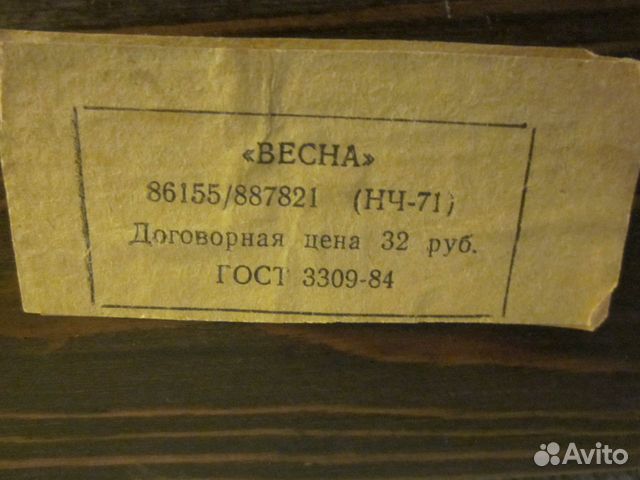 «ВЕСНА»
86155/887821 (НЧ-71)
Договорная цена 32 руб.
ГОСТ 3309-84
Avito